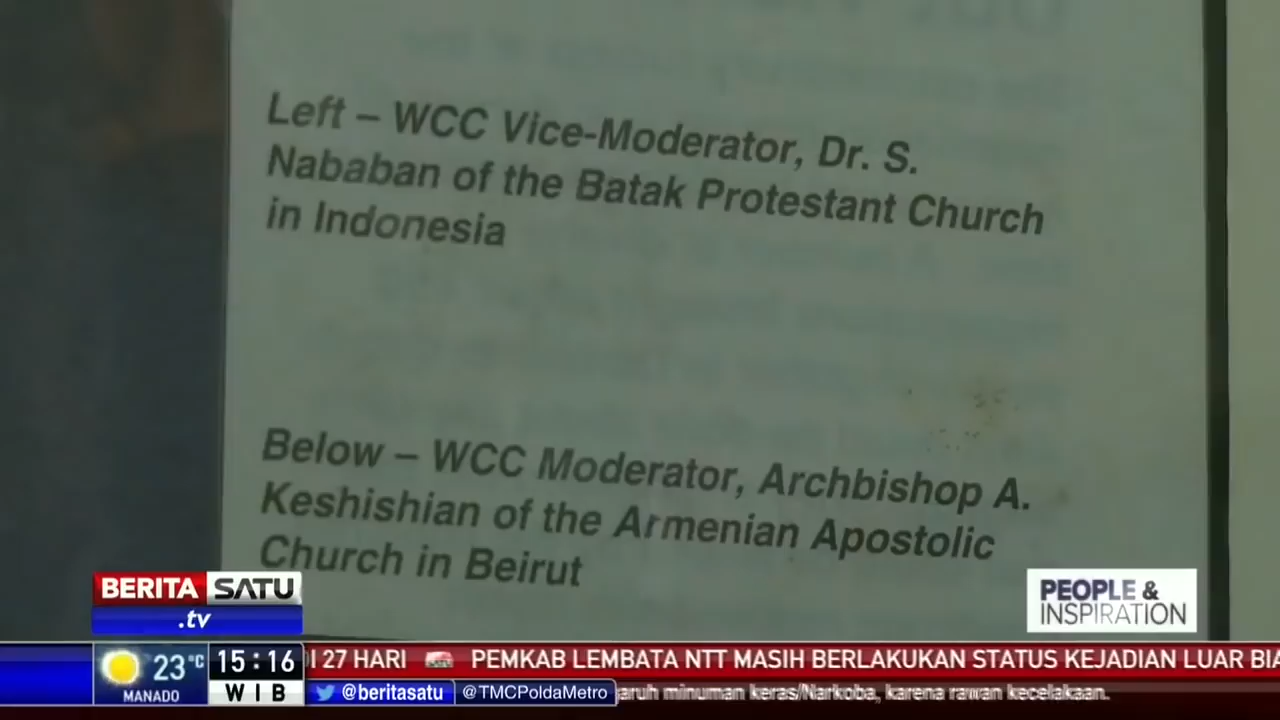 Left – WCC Vice-Moderator, Dr. S.
Nababan of the Batak Protestant Church
in Indonesia
Below – WCC Moderator, Archbishop A.
Keshishian of the Armenian Apostolic
Church in Beirut
BERITA SATU
.tv
PEOPLE &
INSPIRATION
23°C
MANADO
15:16
WIB
27 HARI PEMKAB LEMBATA NTT MASIH BERLAKUKAN STATUS KEJADIAN LUAR
@beritasatu @TMCPoldaMetro minuman keras/Narkoba, karena rawan kecelakaan.